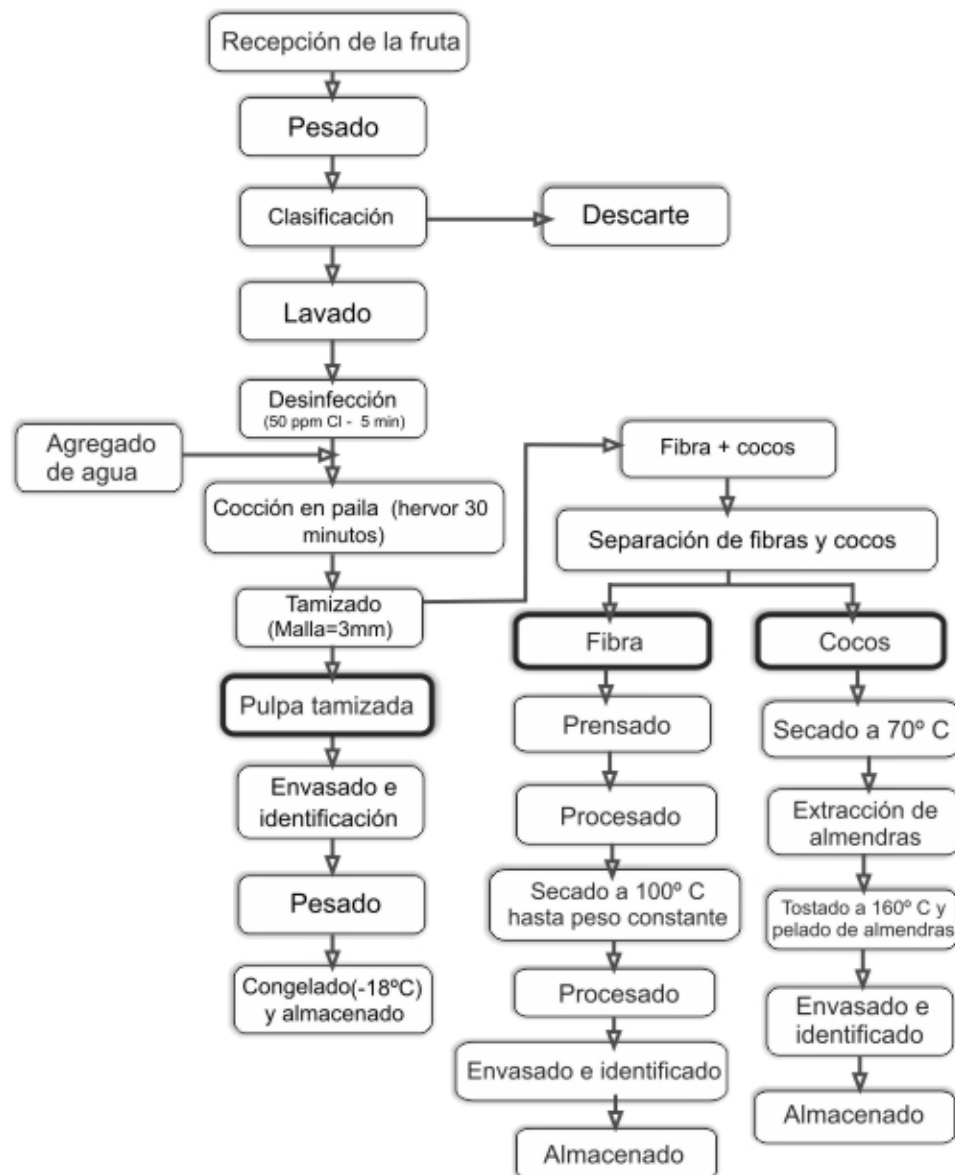 Recepción de la fruta
Pesado
Clasificación
Descarte
Lavado
Desinfección
(50 ppm Cl - 5 min)
Agregado
de agua
Cocción en paila (hervor 30
minutos)
Tamizado
(Malla=3mm)
Pulpa tamizada
Envasado e
identificación
Pesado
Congelado(-18ºC)
y almacenado
Fibra + cocos
Separación de fibras y cocos
Fibra
Prensado
Procesado
Secado a 100º C
hasta peso constante
Procesado
Envasado e identificado
Almacenado
Cocos
Secado a 70º C
Extracción de
almendras
Tostado a 160º C y
pelado de almendras
Envasado e
identificado
Almacenado